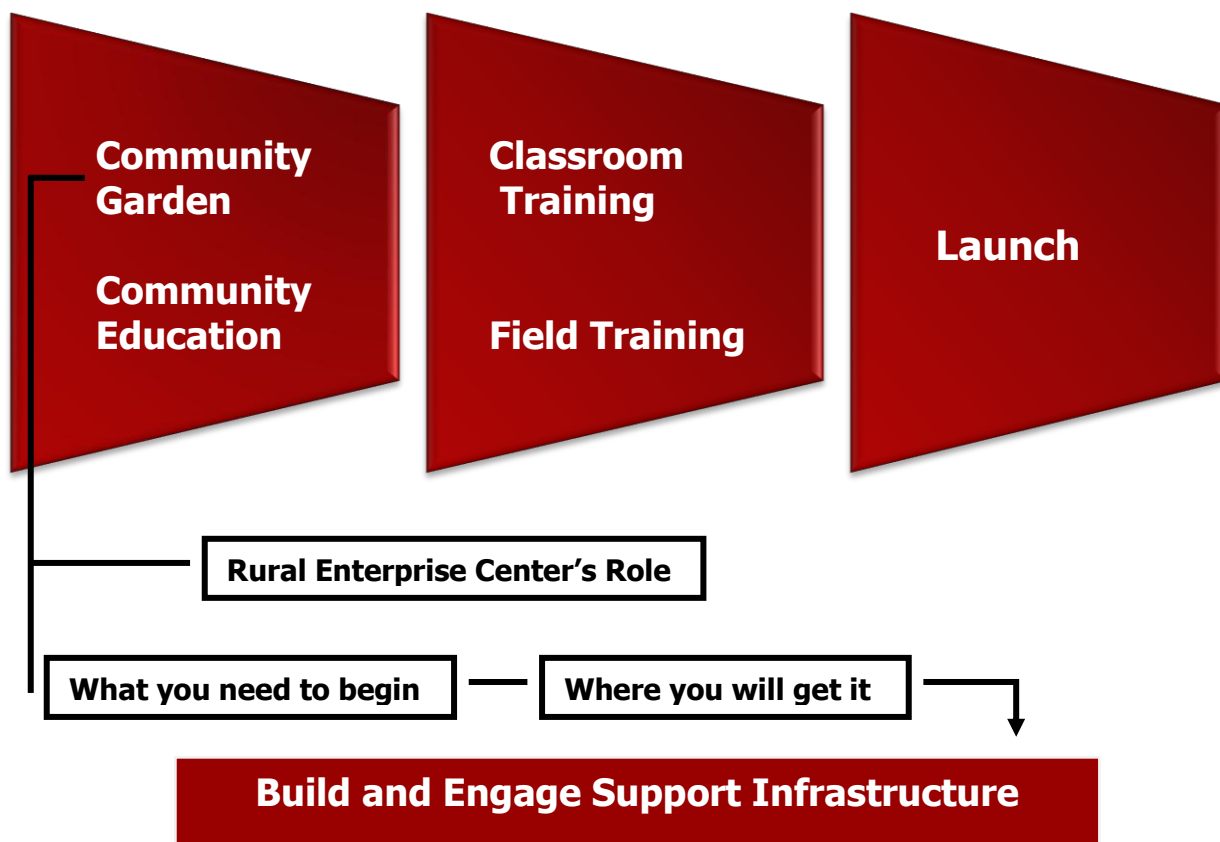 Community
Garden
Community
Education
Classroom
Training
Field Training
Launch
Rural Enterprise Center’s Role
What you need to begin
Where you will get it
Build and Engage Support Infrastructure